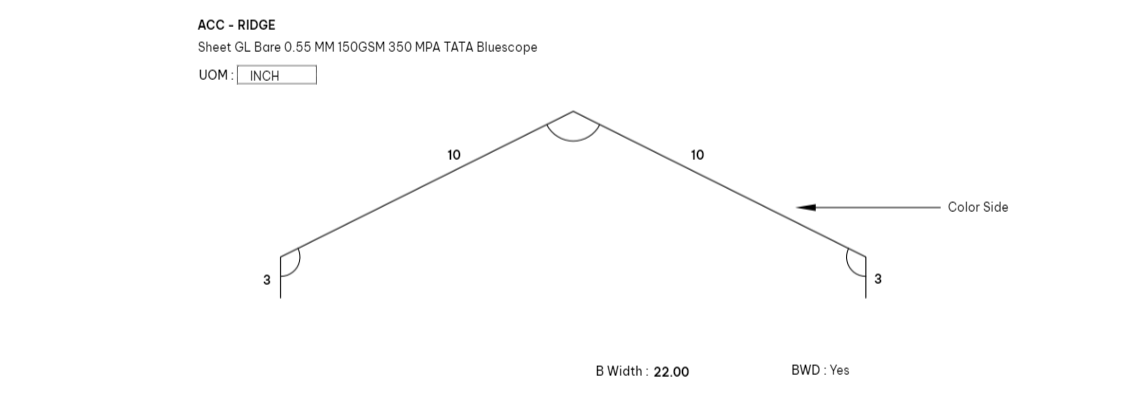 ACC - RIDGE
Sheet GL Bare 0.55 MM 150GSM 350 MPA TATA Bluescope
UOM : INCH
10 10
Color Side
3 3
B Width : 22.00 BWD : Yes